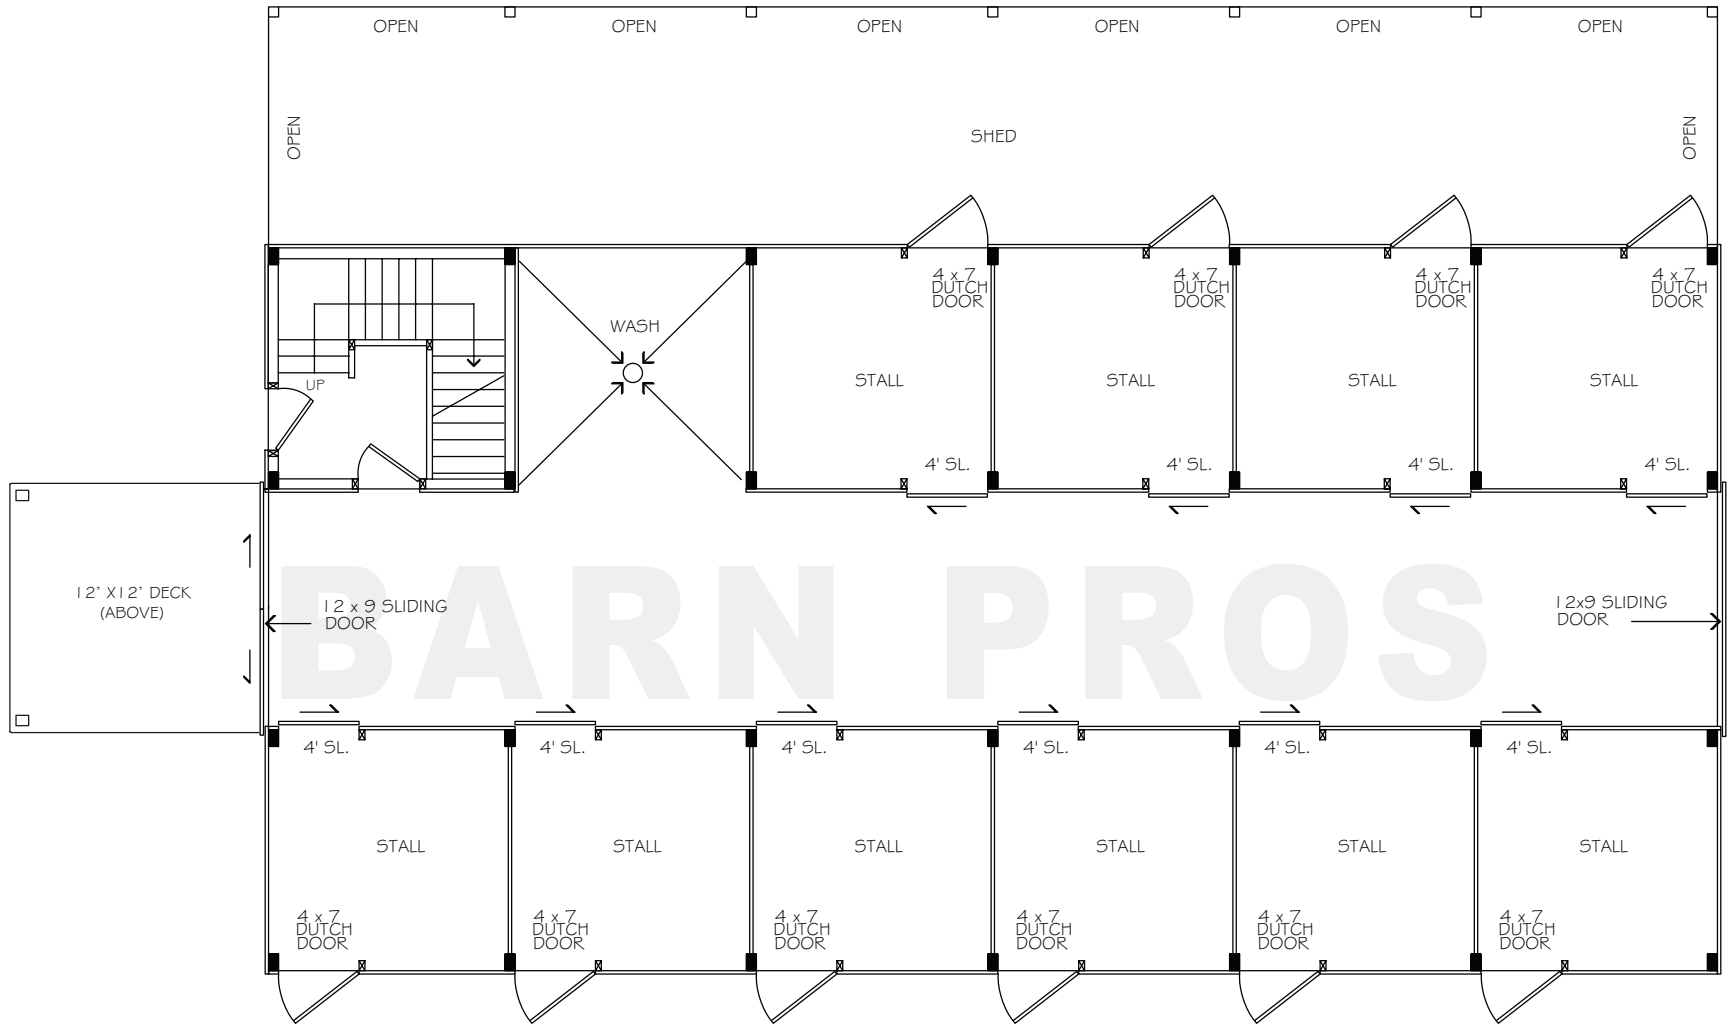 OPEN
OPEN
OPEN
OPEN
OPEN
OPEN
OPEN
SHED
OPEN
4 x 7
DUTCH
DOOR
4 x 7
DUTCH
DOOR
4 x 7
DUTCH
DOOR
4 x 7
DUTCH
DOOR
WASH
UP
STALL
STALL
STALL
STALL
4' SL.
4' SL.
4' SL.
4' SL.
12' X12' DECK
(ABOVE)
12 x 9 SLIDING
DOOR
BARN PROS
12x9 SLIDING
DOOR
4' SL.
4' SL.
4' SL.
4' SL.
4' SL.
4' SL.
STALL
STALL
STALL
STALL
STALL
STALL
4 x 7
DUTCH
DOOR
4 x 7
DUTCH
DOOR
4 x 7
DUTCH
DOOR
4 x 7
DUTCH
DOOR
4 x 7
DUTCH
DOOR
4 x 7
DUTCH
DOOR